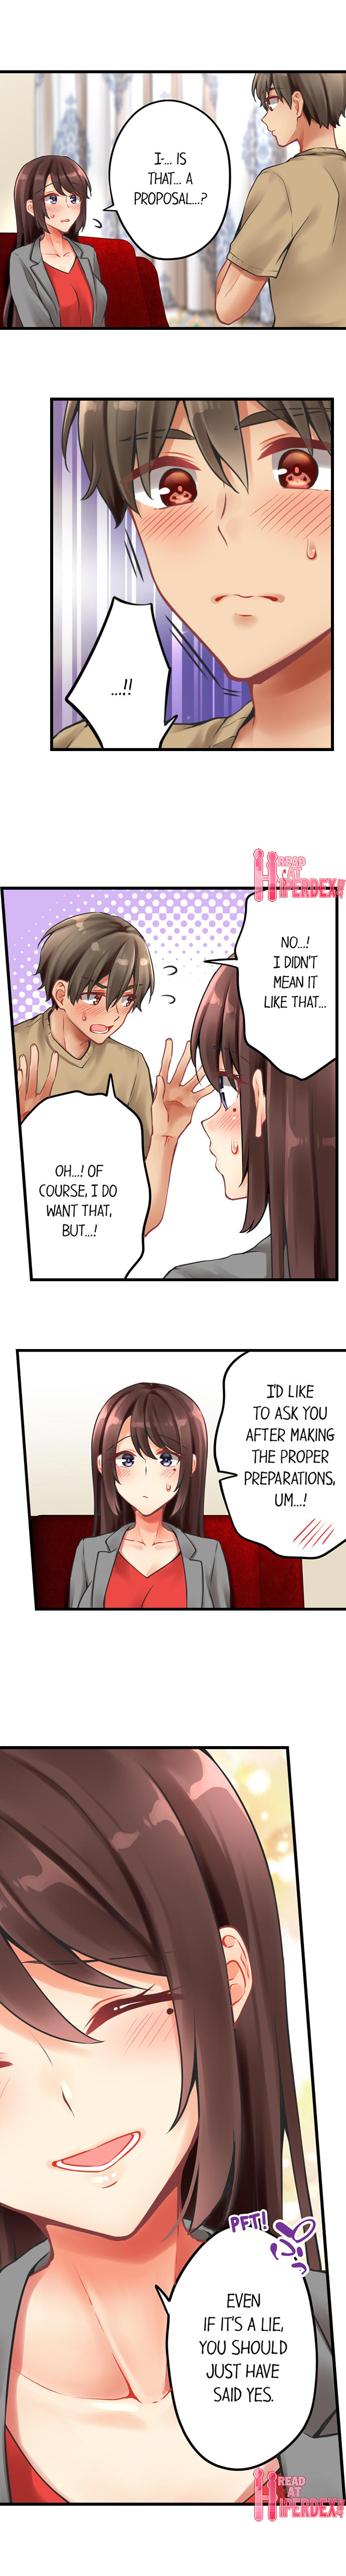 I-... IS
THAT... A
PROPOSAL...?
...!!
READ
AT
HIPERDEX
NO...!
I DIDN'T
MEAN IT
LIKE THAT...
OH...! OF
COURSE, I DO
WANT THAT,
BUT...!
I'D LIKE
TO ASK YOU
AFTER MAKING
THE PROPER
PREPARATIONS,
UM...!
PFT!
EVEN
IF IT'S A LIE,
YOU SHOULD
JUST HAVE
SAID YES.
READ
AT
HIPERDEX